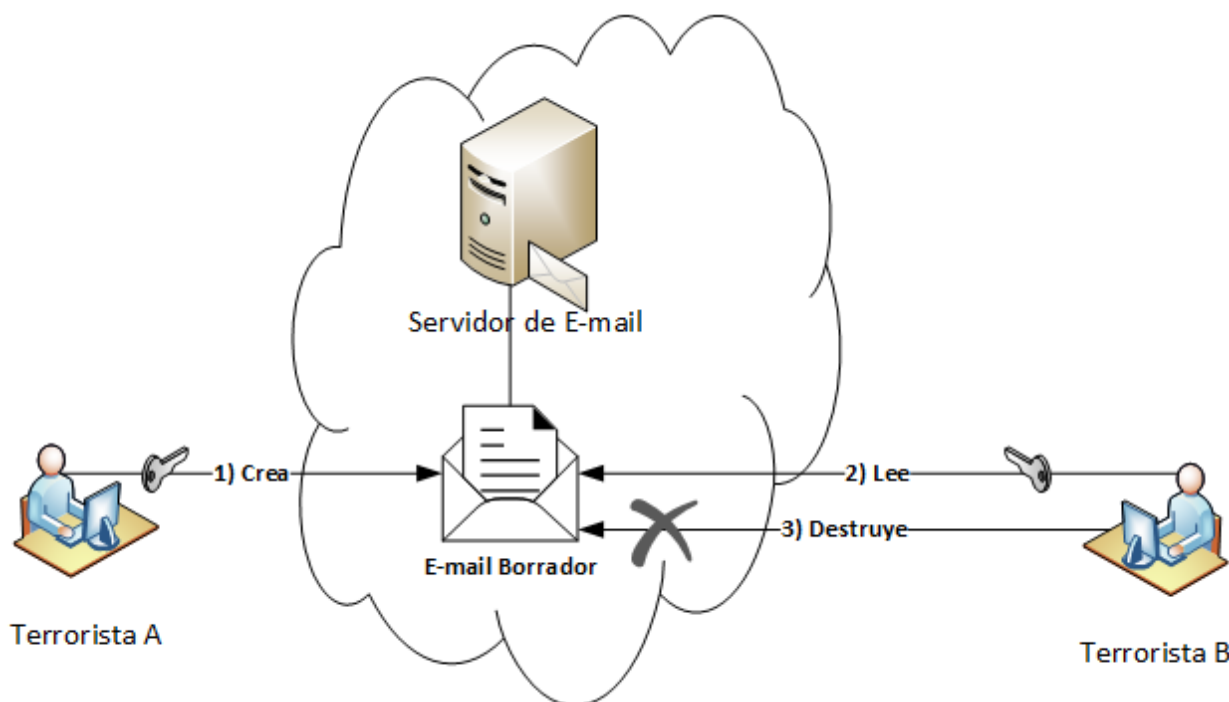 Servidor de E-mail
1) Crea
2) Lee
3) Destruye
E-mail Borrador
Terrorista A
Terrorista B